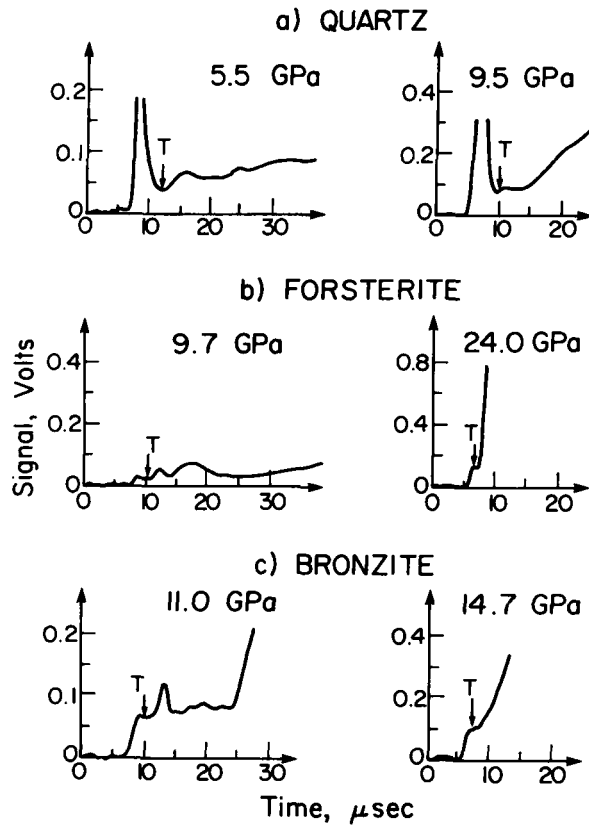 a) QUARTZ
5.5 GPa
9.5 GPa
0.2
0.1
0
T
0 10 20 30
0.4
0.2
0
T
0 10 20
b) FORSTERITE
9.7 GPa
24.0 GPa
0.4
0.2
0
T
0 10 20 30
0.8
0.4
0
T
0 10 20
c) BRONZITE
11.0 GPa
14.7 GPa
0.2
0.1
0
T
0 10 20 30
0.4
0.2
0
T
0 10 20
Signal, Volts
Time, μsec